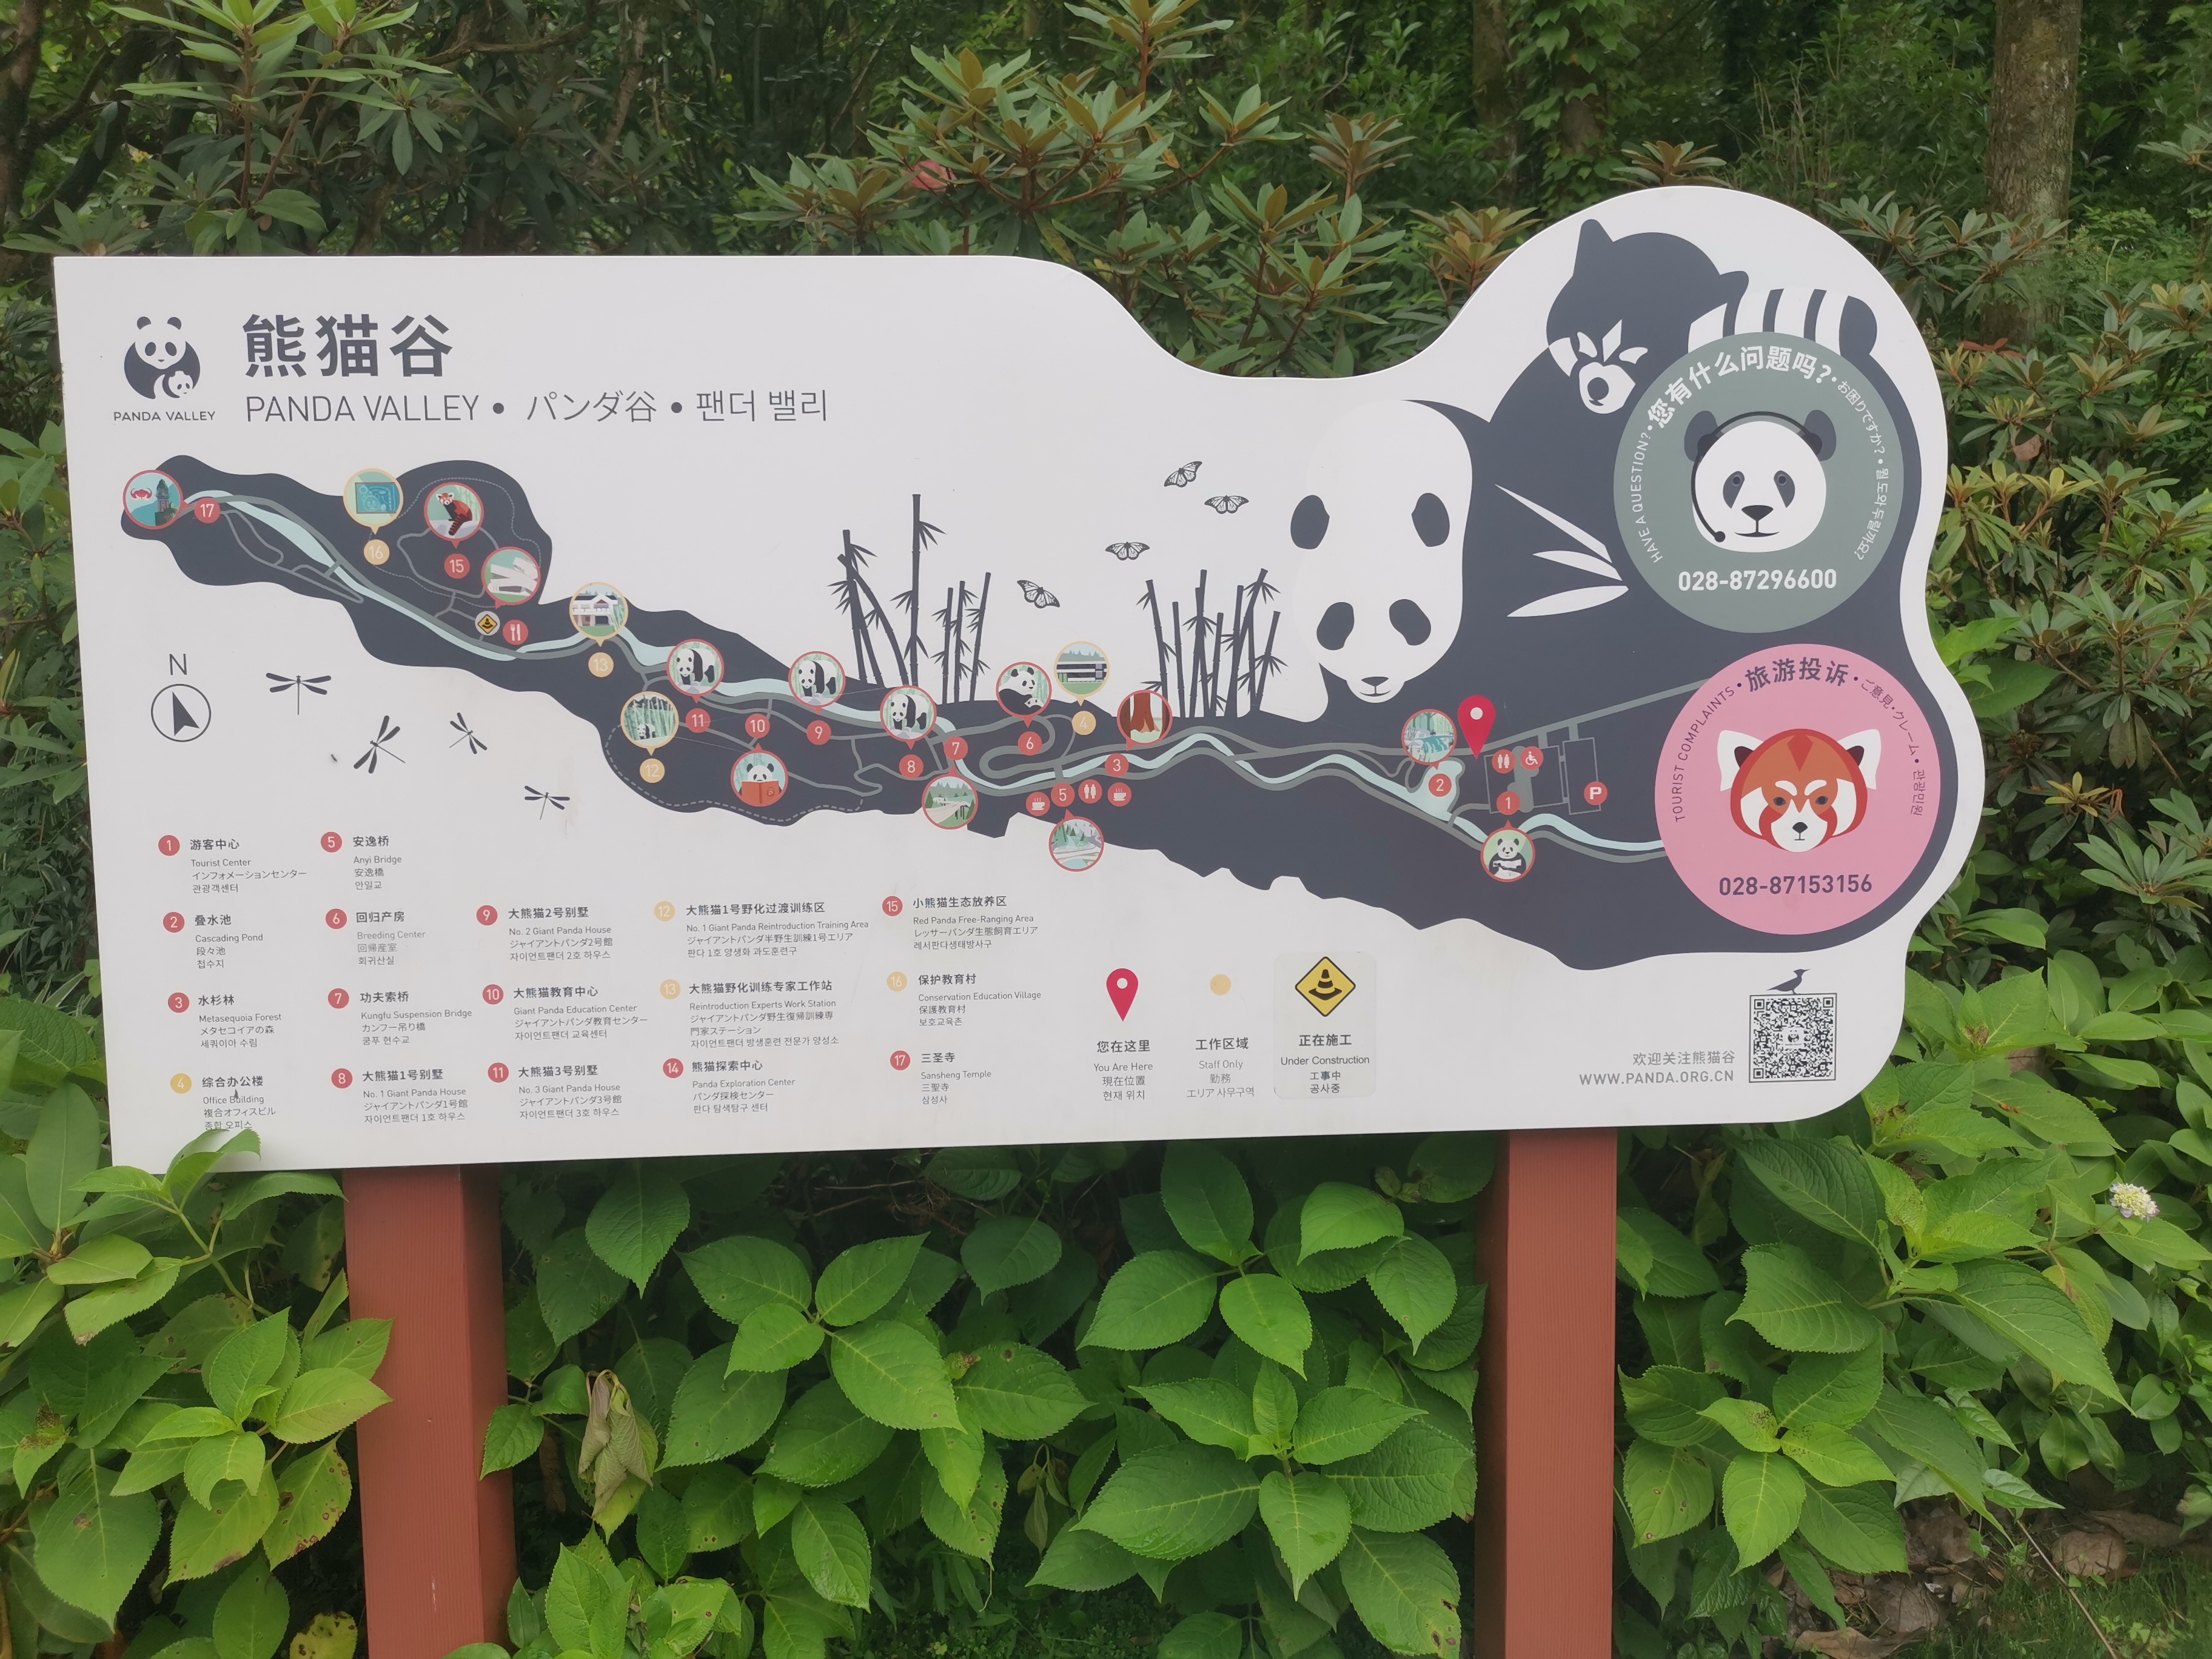 熊猫谷
PANDA VALLEY
PANDA VALLEY • パンダ谷 • 팬더 밸리
您有什么问题吗?
HAVE A QUESTION?
お困りですか?
028-87296600
旅游投诉
TOURIST COMPLAINTS
ご意見・クレーム
관광민원
028-87153156
N
17
16
15
13
12
11
10
9
8
7
6
4
3
5
2
1
P
1 游客中心
Tourist Center
インフォメーションセンター
관광객센터
2 叠水池
Cascading Pond
段々池
첩수지
3 水杉林
Metasequoia Forest
メタセコイアの森
세쿼이아 수림
4 综合办公楼
Office Building
複合オフィスビル
종합 오피스
5 安逸桥
Anyi Bridge
安逸橋
안일교
6 回归产房
Breeding Center
回帰産室
회귀산실
7 功夫索桥
Kungfu Suspension Bridge
カンフー吊り橋
쿵푸 현수교
8 大熊猫1号别墅
No. 1 Giant Panda House
ジャイアントパンダ1号館
자이언트팬더 1호 하우스
9 大熊猫2号别墅
No. 2 Giant Panda House
ジャイアントパンダ2号館
자이언트팬더 2호 하우스
10 大熊猫教育中心
Giant Panda Education Center
ジャイアントパンダ教育センター
자이언트팬더 교육센터
11 大熊猫3号别墅
No. 3 Giant Panda House
ジャイアントパンダ3号館
자이언트팬더 3호 하우스
12 大熊猫1号野化过渡训练区
No. 1 Giant Panda Reintroduction Training Area
ジャイアントパンダ半野生訓練1号エリア
판다 1호 양생화 과도훈련구
13 大熊猫野化训练专家工作站
Reintroduction Experts Work Station
ジャイアントパンダ野生復帰訓練専
門家ステーション
자이언트팬더 방생훈련 전문가 양성소
14 熊猫探索中心
Panda Exploration Center
パンダ探検センター
판다 탐색탐구 센터
15 小熊猫生态放养区
Red Panda Free-Ranging Area
レッサーパンダ生態飼育エリア
레서판다생태방사구
16 保护教育村
Conservation Education Village
保護教育村
보호교육촌
17 三圣寺
Sansheng Temple
三聖寺
삼성사
您在这里
You Are Here
現在位置
현재 위치
工作区域
Staff Only
勤務
エリア 사무구역
正在施工
Under Construction
工事中
공사중
欢迎关注熊猫谷
WWW.PANDA.ORG.CN